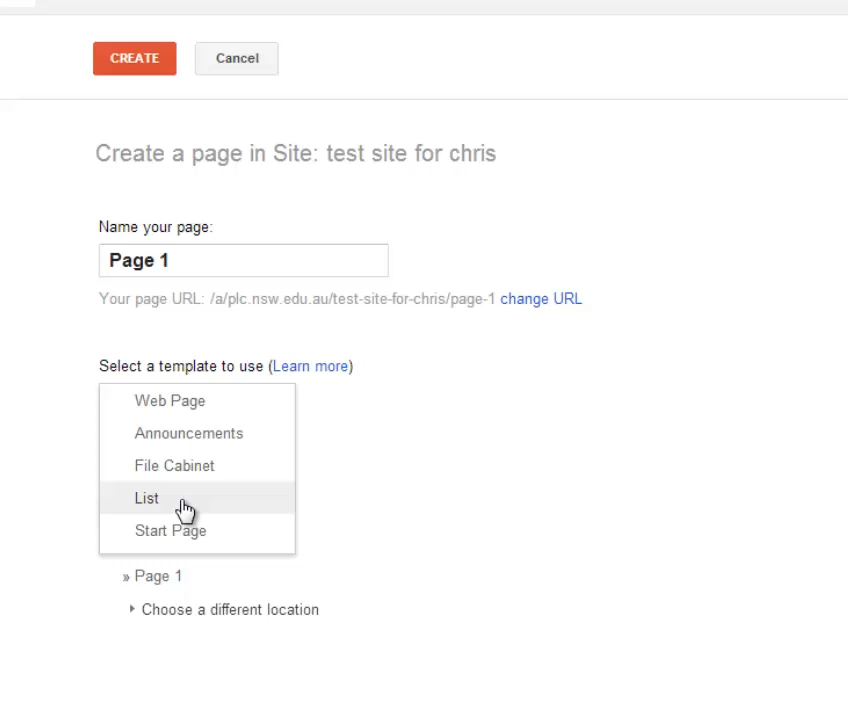 CREATE Cancel
Create a page in Site: test site for chris
Name your page:
Page 1
Your page URL: /a/plc.nsw.edu.au/test-site-for-chris/page-1 change URL
Select a template to use (Learn more)
Web Page
Announcements
File Cabinet
List
Start Page
» Page 1
Choose a different location